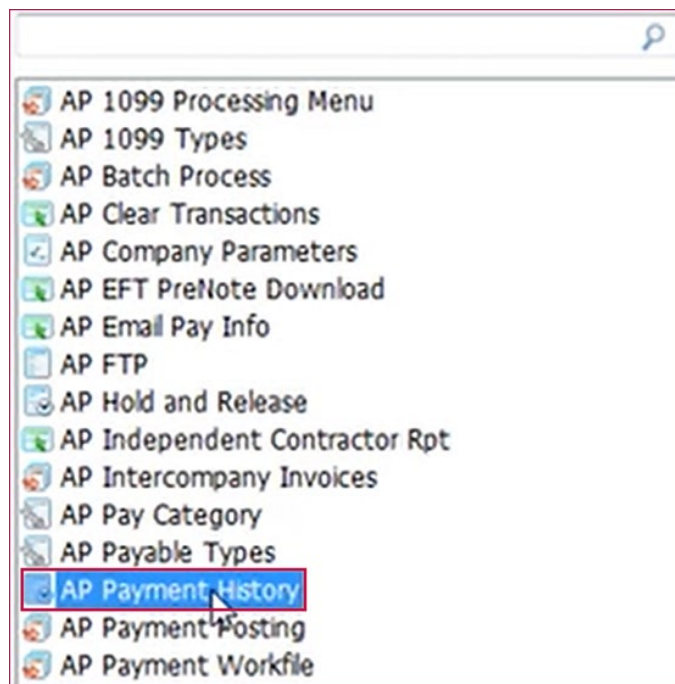 AP 1099 Processing Menu
AP 1099 Types
AP Batch Process
AP Clear Transactions
AP Company Parameters
AP EFT PreNote Download
AP Email Pay Info
AP FTP
AP Hold and Release
AP Independent Contractor Rpt
AP Intercompany Invoices
AP Pay Category
AP Payable Types
AP Payment History
AP Payment Posting
AP Payment Workfile